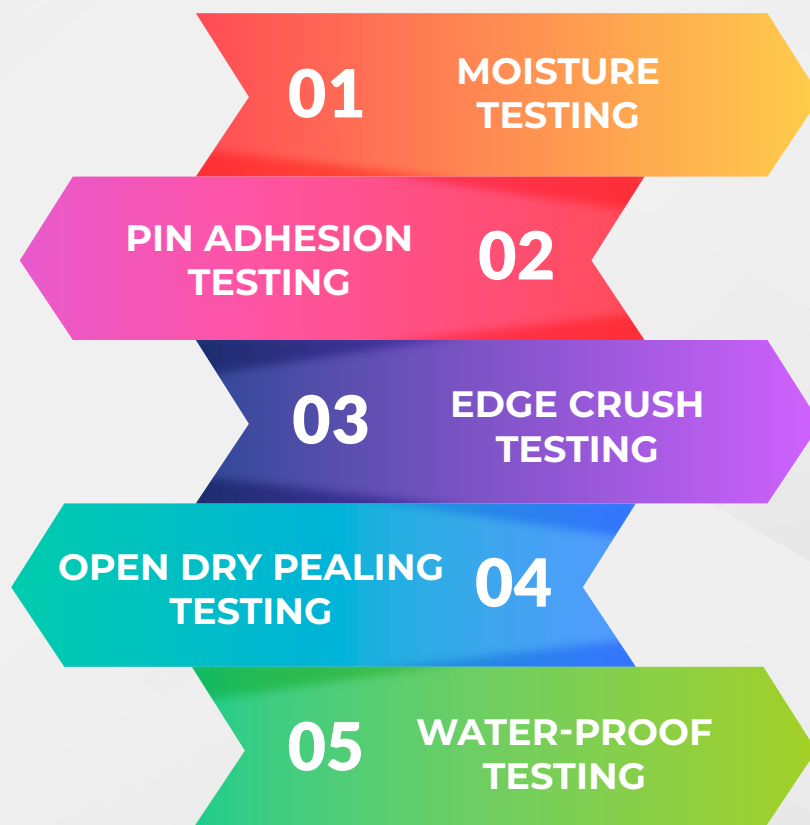 01
MOISTURE
TESTING
PIN ADHESION
TESTING
02
03
EDGE CRUSH
TESTING
OPEN DRY PEALING
TESTING
04
05
WATER-PROOF
TESTING